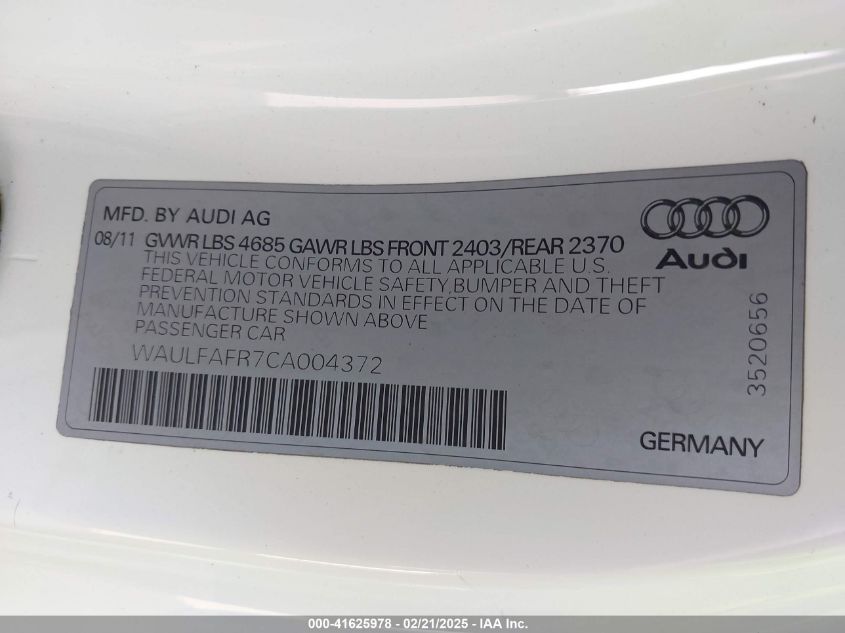 MFD. BY AUDI AG
08/11 GVWR LBS 4685 GAWR LBS FRONT 2403/REAR 2370
THIS VEHICLE CONFORMS TO ALL APPLICABLE U.S.
FEDERAL MOTOR VEHICLE SAFETY,BUMPER AND THEFT
PREVENTION STANDARDS IN EFFECT ON THE DATE OF
MANUFACTURE SHOWN ABOVE
PASSENGER CAR
WAULFAFR7CA004372
Audi
3520656
GERMANY
000-41625978 - 02/21/2025 - IAA Inc.